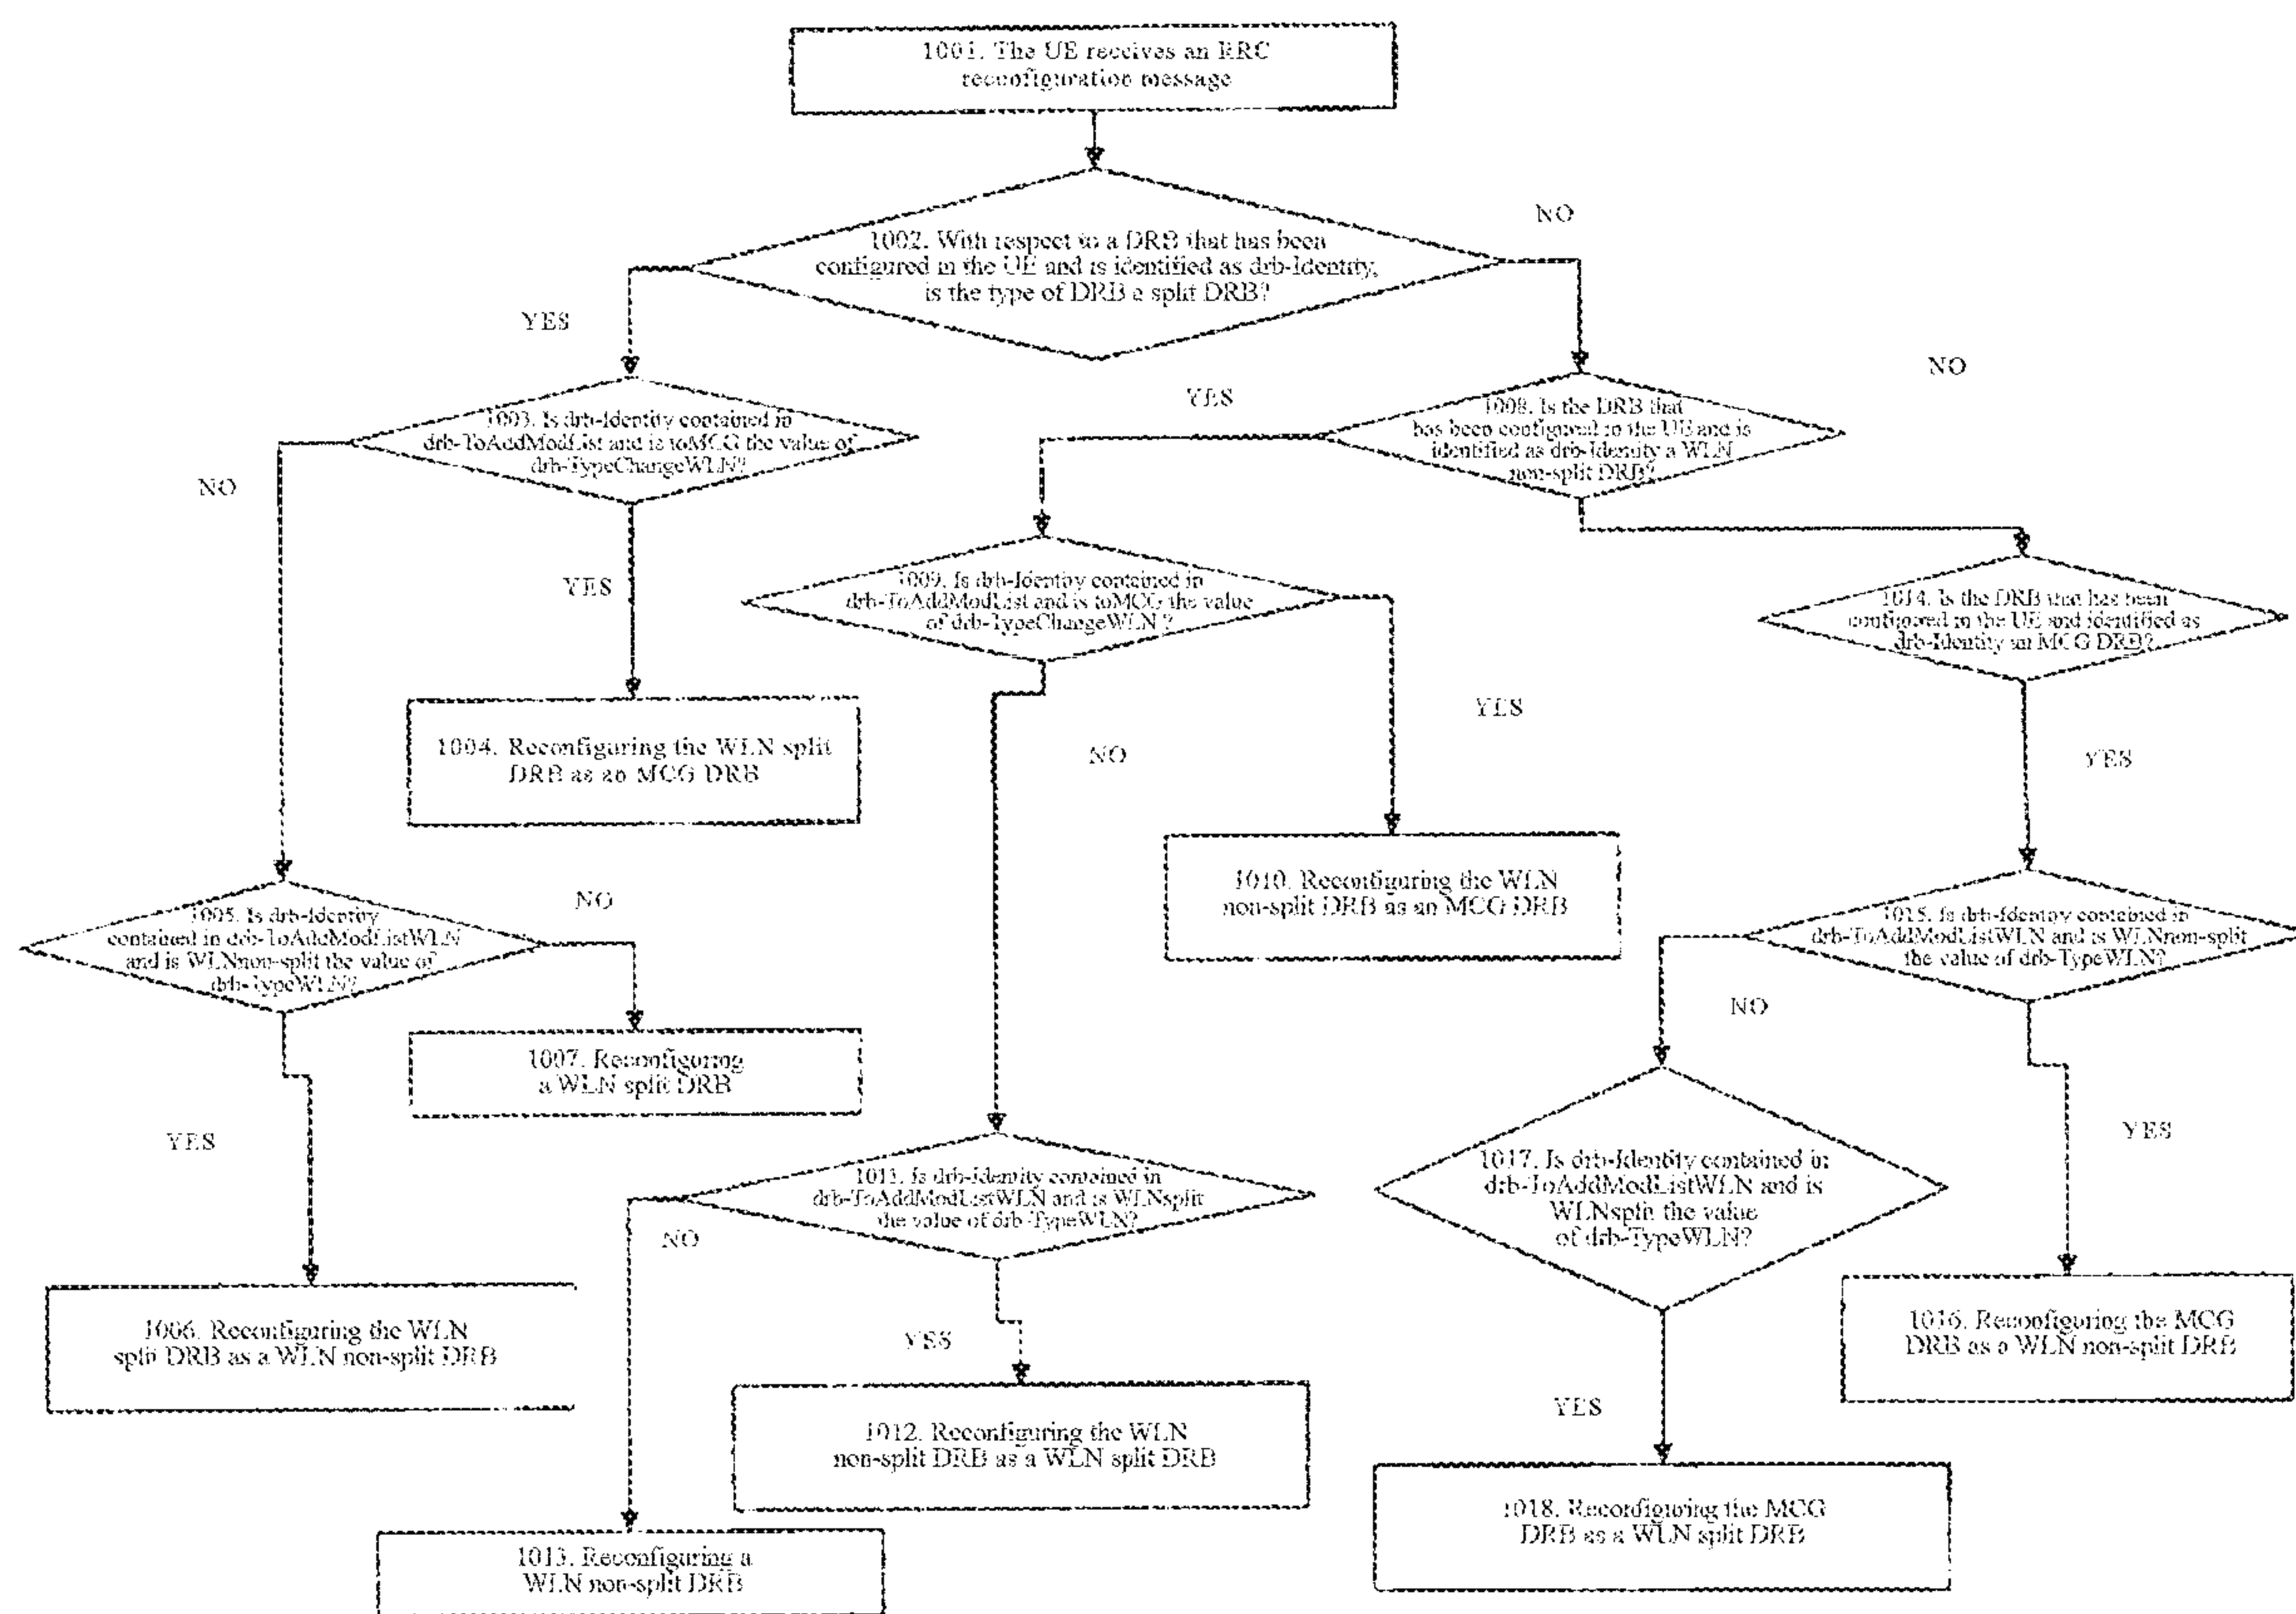 1001. The UE receives an RRC
reconfiguration message
1002. With respect to a DRB that has been
configured in the UE and is identified as drb-Identity,
is the type of DRB a split DRB?
NO
YES
1003. Is drb-Identity contained in
drb-ToAddModList and is toMCG the value of
drb-TypeChangeWLN?
YES
NO
1008. Is the DRB that
has been configured in the UE and is
identified as drb-Identity a WLN
non-split DRB?
NO
YES
1004. Reconfiguring the WLN split
DRB as an MCG DRB
1009. Is drb-Identity contained in
drb-ToAddModList and is toMCG the value
of drb-TypeChangeWLN ?
NO
YES
1014. Is the DRB that has been
configured in the UE and identified as
drb-Identity an MCG DRB?
YES
1005. Is drb-Identity
contained in drb-ToAddModListWLN
and is WLNnon-split the value of
drb-TypeWLN?
NO
YES
1007. Reconfiguring
a WLN split DRB
1010. Reconfiguring the WLN
non-split DRB as an MCG DRB
1015. Is drb-Identity contained in
drb-ToAddModListWLN and is WLNnon-split
the value of drb-TypeWLN?
NO
YES
1011. Is drb-Identity contained in
drb-ToAddModListWLN and is WLNsplit
the value of drb-TypeWLN?
NO
YES
1017. Is drb-Identity contained in
drb-ToAddModListWLN and is
WLNsplit the value
of drb-TypeWLN?
YES
1006. Reconfiguring the WLN
split DRB as a WLN non-split DRB
1016. Reconfiguring the MCG
DRB as a WLN non-split DRB
1012. Reconfiguring the WLN
non-split DRB as a WLN split DRB
1018. Reconfiguring the MCG
DRB as a WLN split DRB
1013. Reconfiguring a
WLN non-split DRB